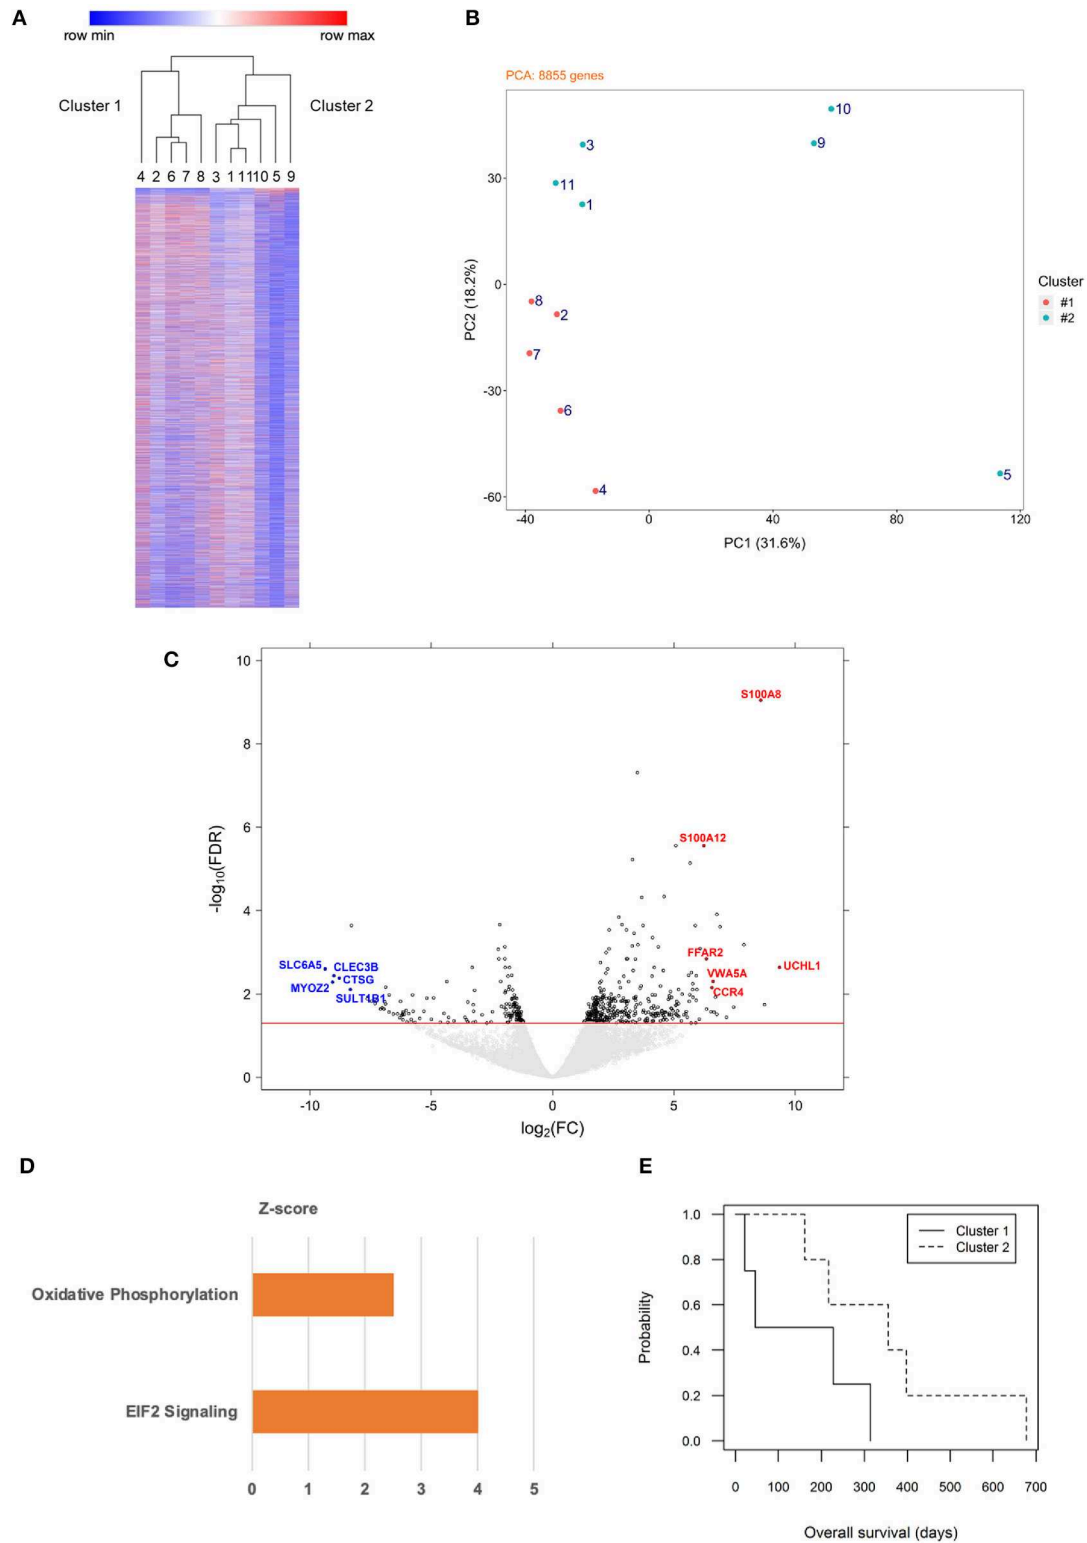 A
row min row max
Cluster 1 Cluster 2
4 2 6 7 8 3 1 11 10 5 9
B
PCA: 8855 genes
10
9
3
11
1
8
2
7
6
4
5
30
0
-30
-60
PC2 (18.2%)
-40 0 40 80 120
PC1 (31.6%)
Cluster
#1
#2
C
10
8
6
4
2
0
-log10(FDR)
S100A8
S100A12
FFAR2
UCHL1
VWA5A
CCR4
SLC6A5
CLEC3B
CTSG
MYOZ2
SULT1B1
-10 -5 0 5 10
log2(FC)
D
Z-score
Oxidative Phosphorylation
EIF2 Signaling
0 1 2 3 4 5
E
1.0
0.8
0.6
0.4
0.2
0.0
Probability
Cluster 1
Cluster 2
0 100 200 300 400 500 600 700
Overall survival (days)